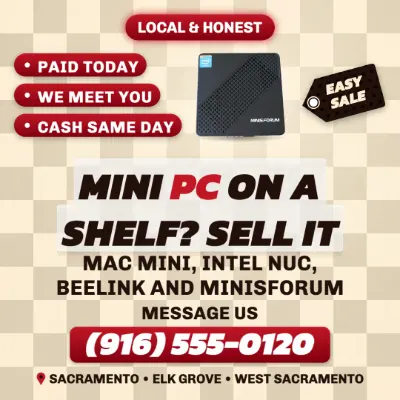 LOCAL & HONEST
• PAID TODAY
• WE MEET YOU
• CASH SAME DAY
MINISFORUM
EASY
SALE
MINI PC ON A
SHELF? SELL IT
MAC MINI, INTEL NUC,
BEELINK AND MINISFORUM
MESSAGE US
(916) 555-0120
SACRAMENTO • ELK GROVE • WEST SACRAMENTO